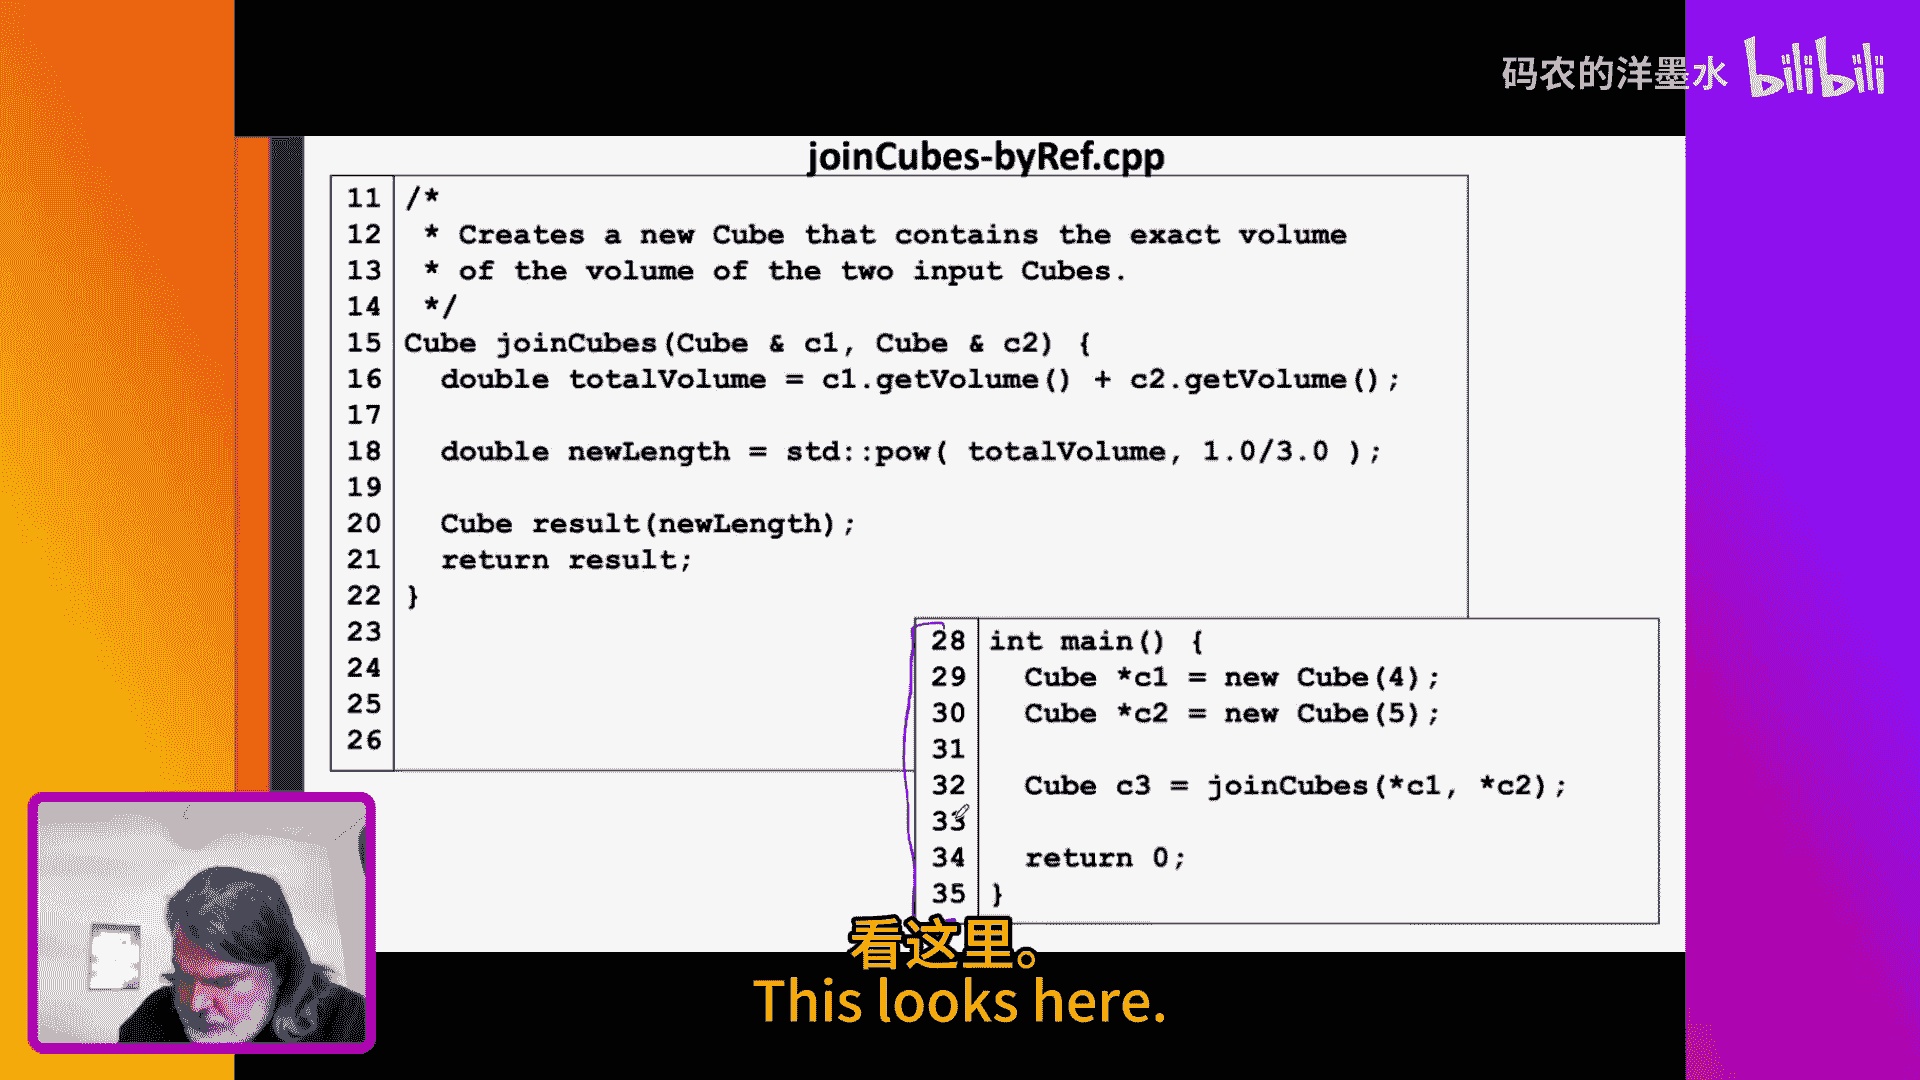 码农的洋墨水 bilibili
joinCubes-byRef.cpp
11 /*
12  * Creates a new Cube that contains the exact volume
13  * of the volume of the two input Cubes.
14  */
15 Cube joinCubes(Cube & c1, Cube & c2) {
16   double totalVolume = c1.getVolume() + c2.getVolume();
17
18   double newLength = std::pow( totalVolume, 1.0/3.0 );
19
20   Cube result(newLength);
21   return result;
22 }
23
24
25
26
28 int main() {
29   Cube *c1 = new Cube(4);
30   Cube *c2 = new Cube(5);
31
32   Cube c3 = joinCubes(*c1, *c2);
33
34   return 0;
35 }
看这里。
This looks here.